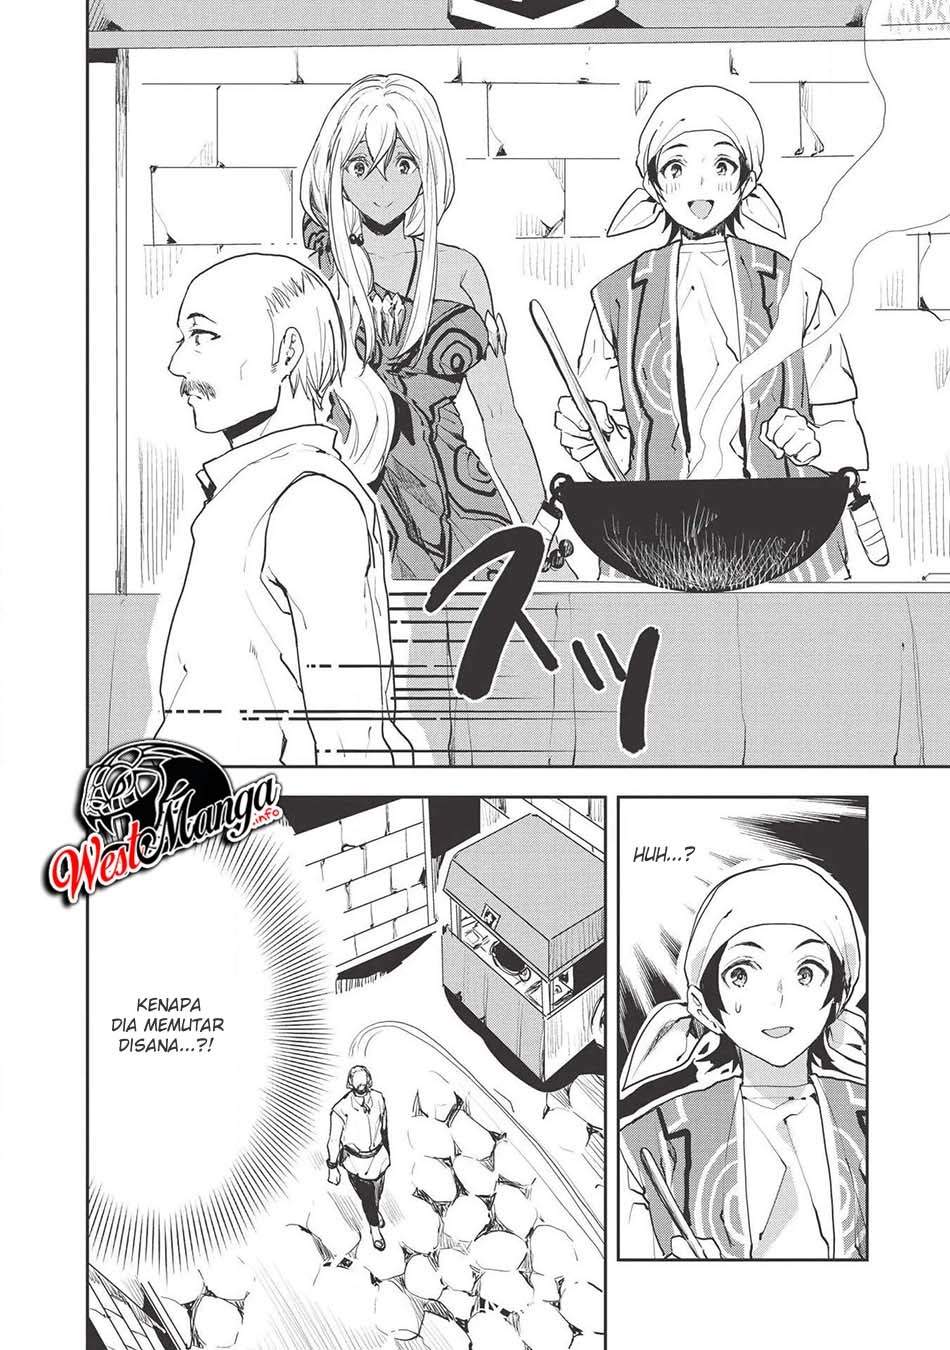 スッ
HUH...?
KENAPA
DIA MEMUTAR
DISANA...?!
WestManga
.info